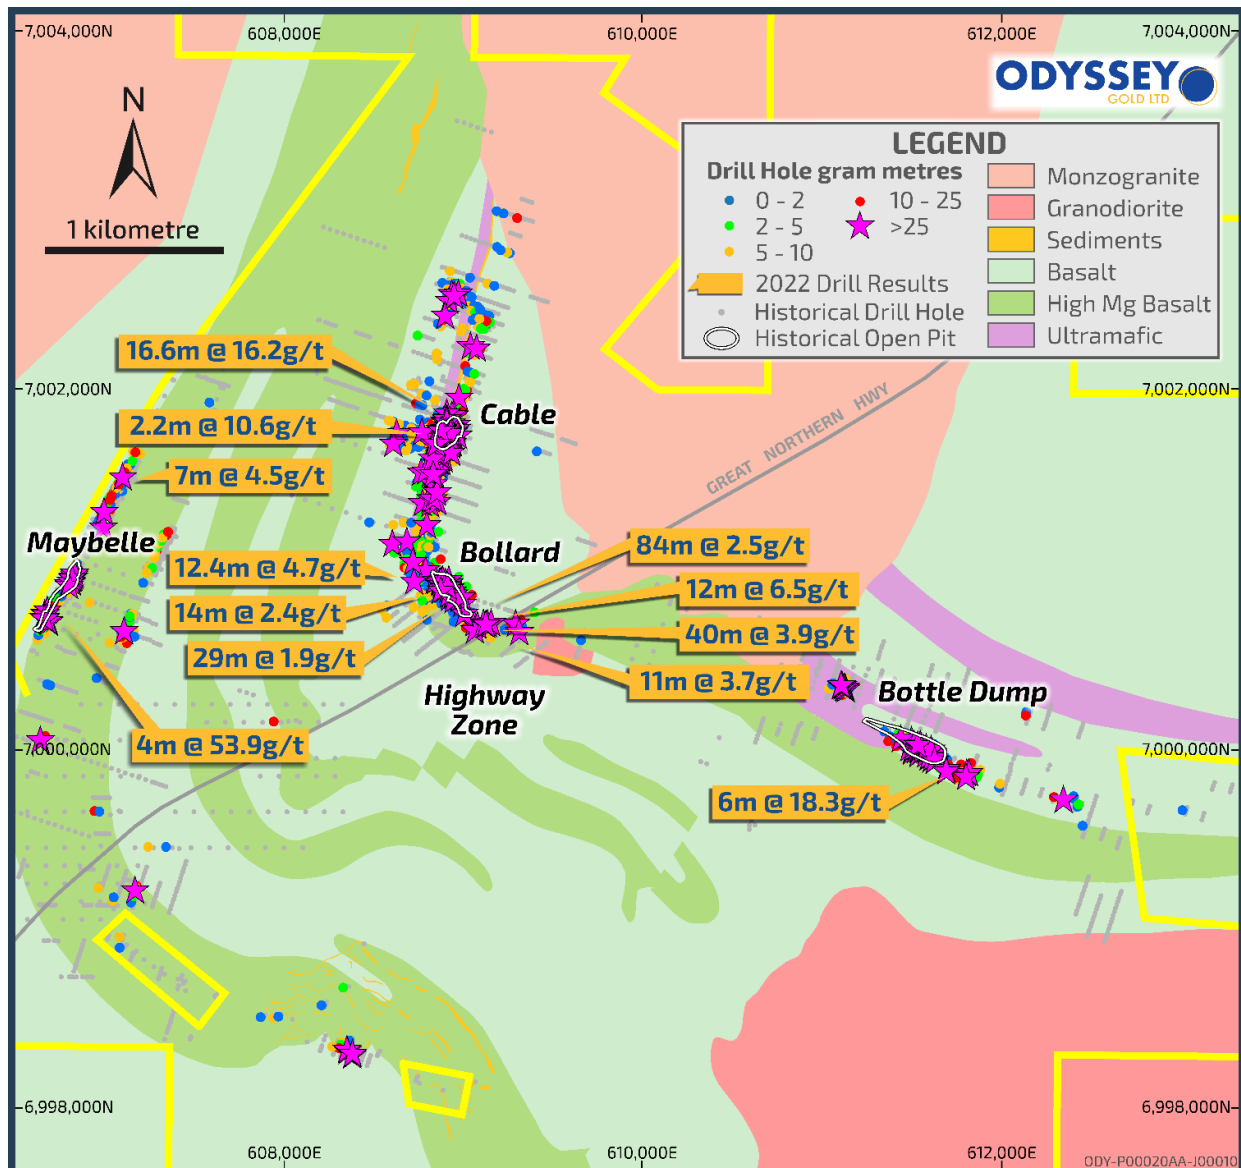 7,004,000N
608,000E
610,000E
612,000E
7,004,000N
ODYSSEY
GOLD LTD
N
1 kilometre
LEGEND
Drill Hole gram metres
0 - 2
2 - 5
5 - 10
10 - 25
>25
2022 Drill Results
Historical Drill Hole
Historical Open Pit
Monzogranite
Granodiorite
Sediments
Basalt
High Mg Basalt
Ultramafic
16.6m @ 16.2g/t
7,002,000N
7,002,000N
2.2m @ 10.6g/t
Cable
GREAT NORTHERN HWY
7m @ 4.5g/t
Maybelle
Bollard
84m @ 2.5g/t
12.4m @ 4.7g/t
12m @ 6.5g/t
14m @ 2.4g/t
40m @ 3.9g/t
29m @ 1.9g/t
11m @ 3.7g/t
Highway
Zone
Bottle Dump
4m @ 53.9g/t
7,000,000N
7,000,000N
6m @ 18.3g/t
6,998,000N
6,998,000N
608,000E
610,000E
612,000E
ODY-P00020AA-J00010